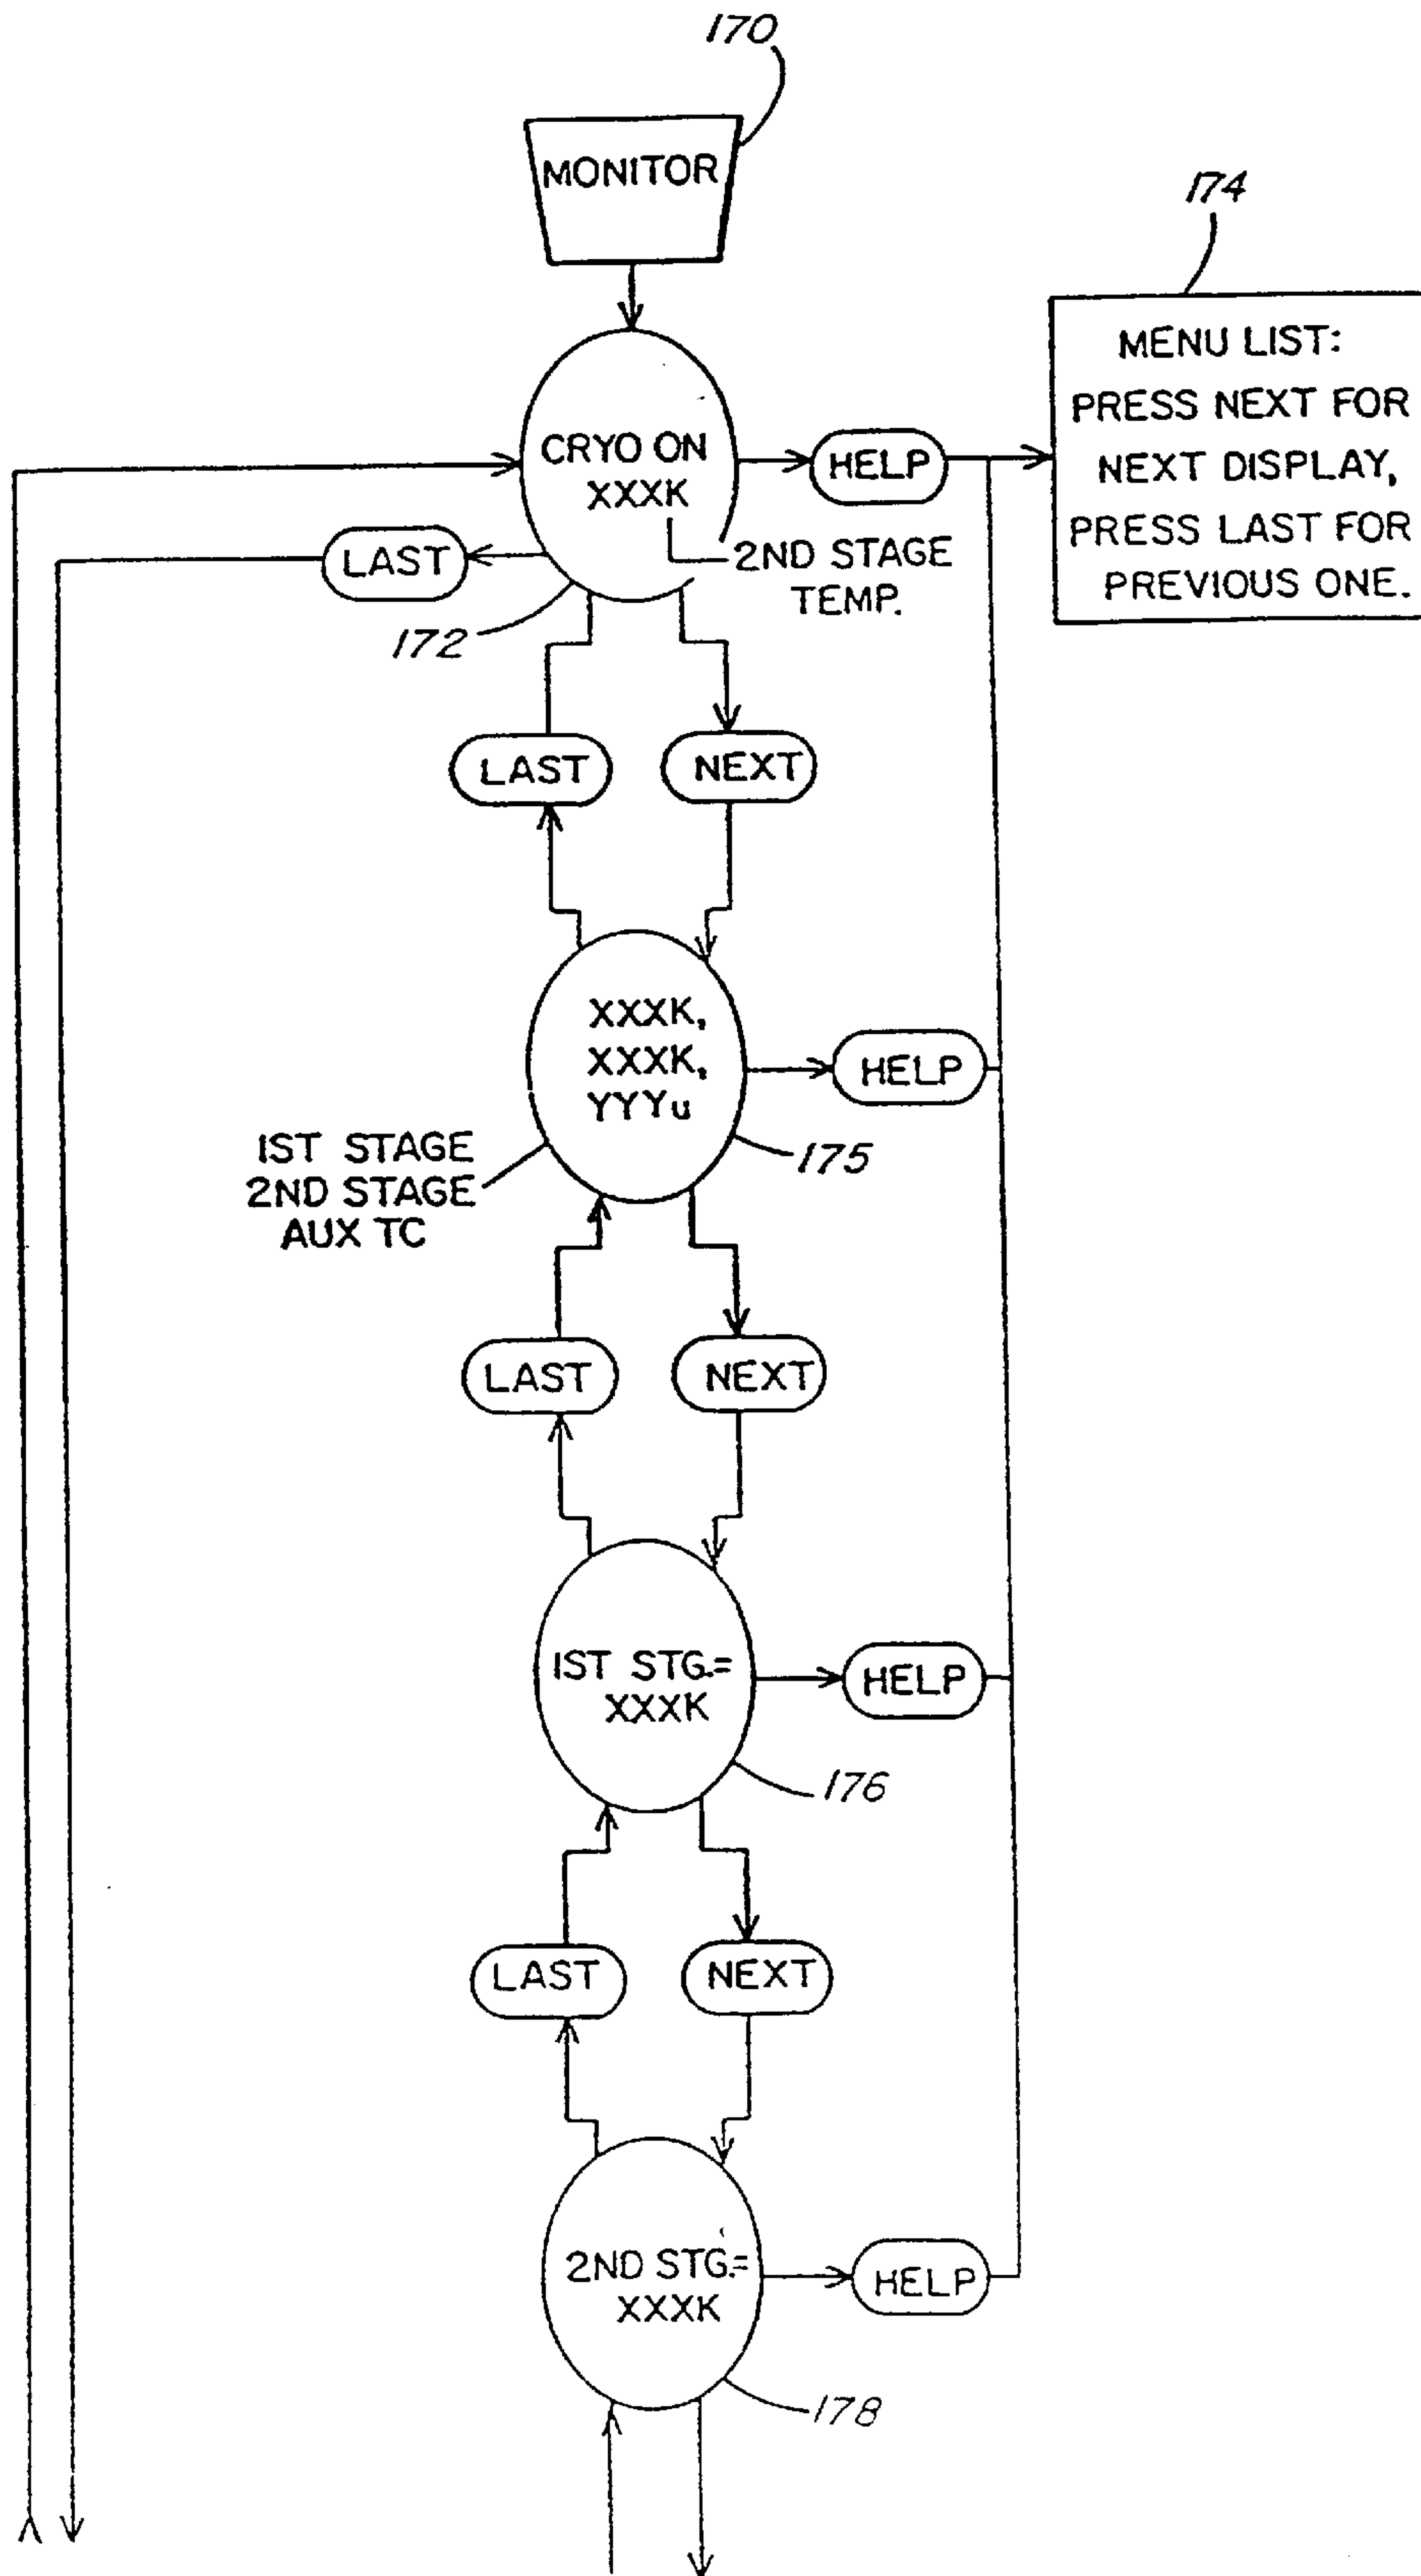 170
MONITOR
174
MENU LIST:
PRESS NEXT FOR
NEXT DISPLAY,
PRESS LAST FOR
PREVIOUS ONE.
CRYO ON
XXXK
HELP
2ND STAGE
TEMP.
LAST
172
LAST
NEXT
XXXK,
XXXK,
YYYu
HELP
1ST STAGE
2ND STAGE
AUX TC
175
LAST
NEXT
1ST STG.=
XXXK
HELP
176
LAST
NEXT
2ND STG.=
XXXK
HELP
178